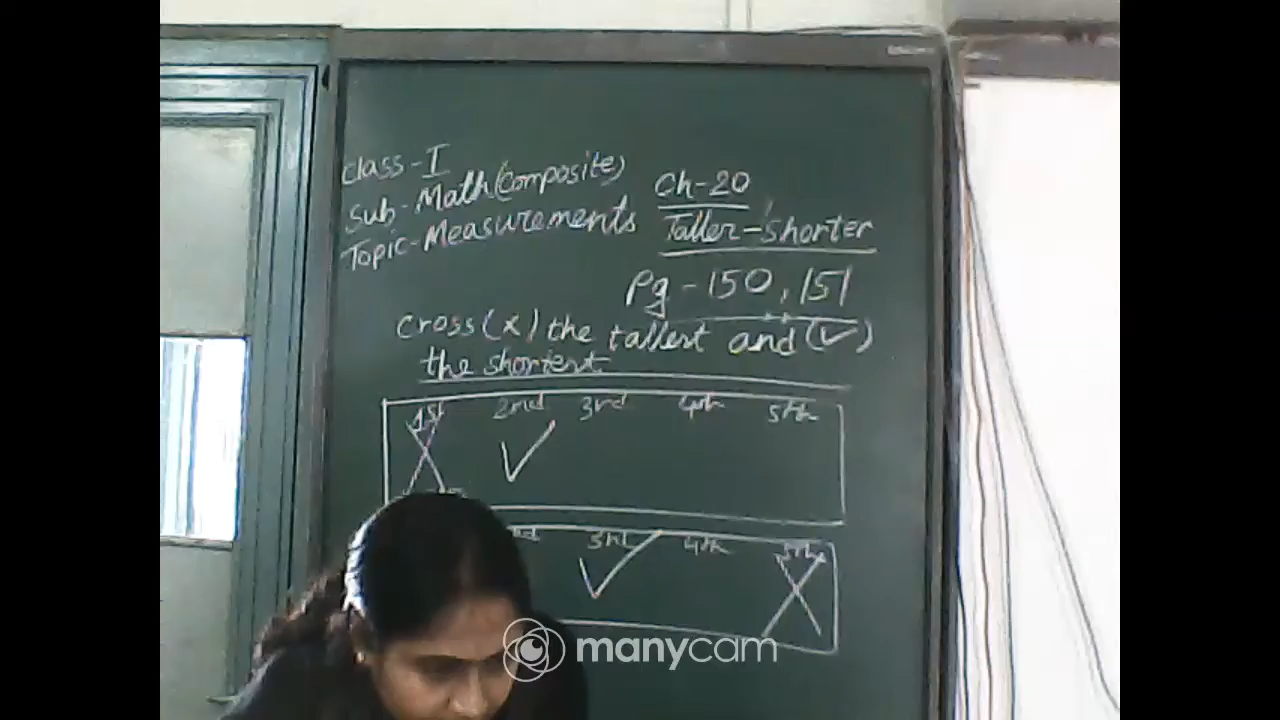 Class-I
Sub-Math(Composite)
Topic-Measurements
Ch-20
Taller-Shorter
Pg-150, 151
Cross(x) the tallest and (✓)
the shortest
1st 2nd 3rd 4th 5th
3rd 4th 5th
manycam